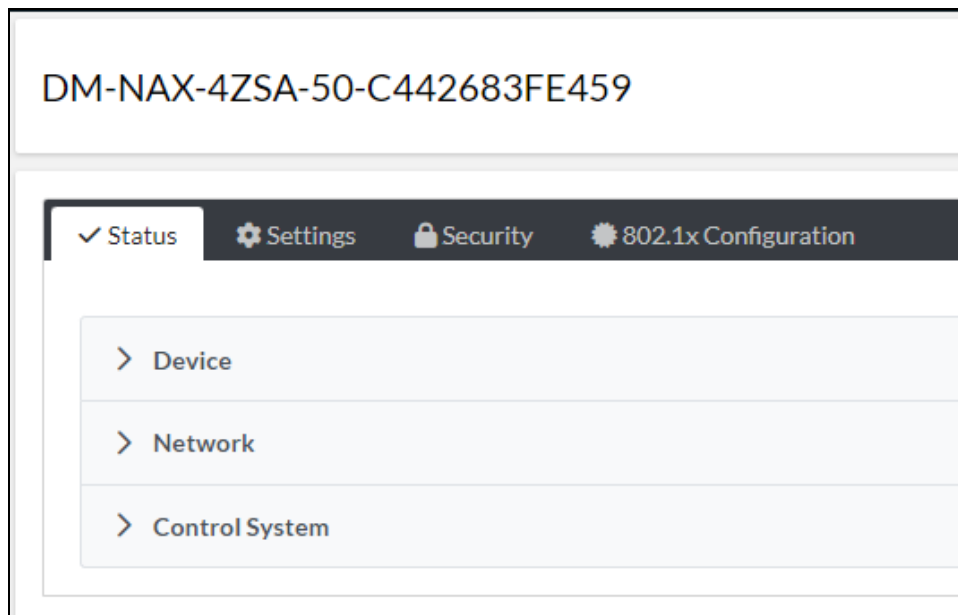 DM-NAX-4ZSA-50-C442683FE459
Status Settings Security 802.1x Configuration
Device
Network
Control System